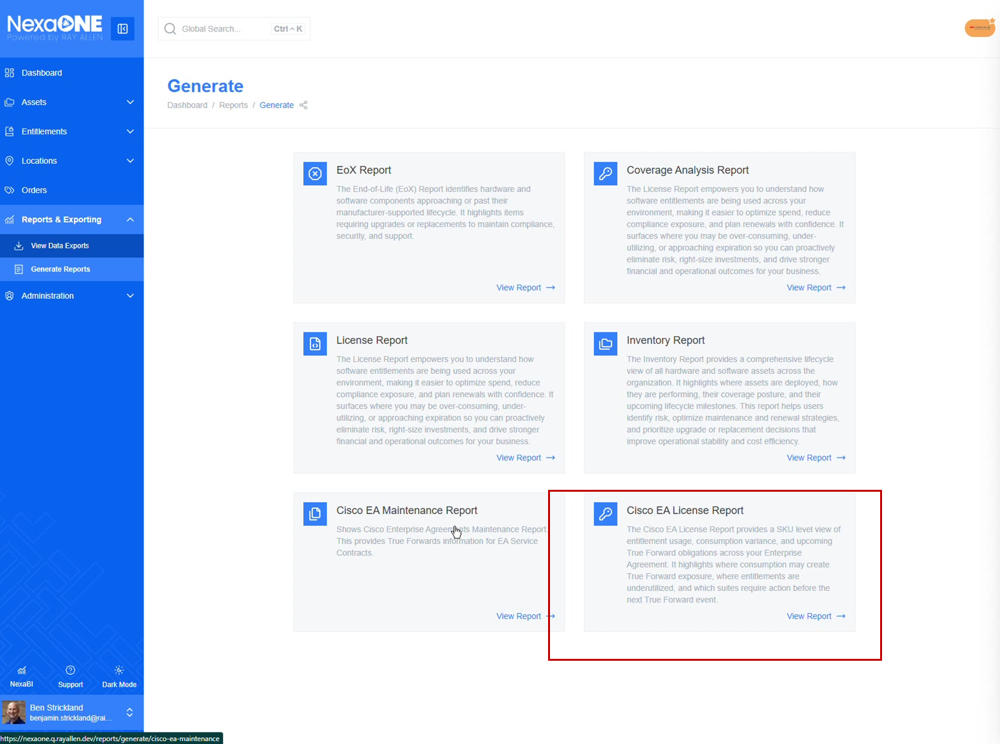 NexaONE
Powered by RAY ALLEN
Global Search...
Ctrl + K
Dashboard
Assets
Entitlements
Locations
Orders
Reports & Exporting
View Data Exports
Generate Reports
Administration
Generate
Dashboard / Reports / Generate
EoX Report
The End-of-Life (EoX) Report identifies hardware and
software components approaching or past their
manufacturer-supported lifecycle. It highlights items
requiring upgrades or replacements to maintain compliance,
security, and support.
View Report →
Coverage Analysis Report
The License Report empowers you to understand how
software entitlements are being used across your
environment, making it easier to optimize spend, reduce
compliance exposure, and plan renewals with confidence. It
surfaces where you may be over-consuming, under-
utilizing, or approaching expiration so you can proactively
eliminate risk, right-size investments, and drive stronger
financial and operational outcomes for your business.
View Report →
License Report
The License Report empowers you to understand how
software entitlements are being used across your
environment, making it easier to optimize spend, reduce
compliance exposure, and plan renewals with confidence. It
surfaces where you may be over-consuming, under-
utilizing, or approaching expiration so you can proactively
eliminate risk, right-size investments, and drive stronger
financial and operational outcomes for your business.
View Report →
Inventory Report
The Inventory Report provides a comprehensive lifecycle
view of all hardware and software assets across the
organization. It highlights where assets are deployed, how
they are performing, their coverage posture, and their
upcoming lifecycle milestones. This report helps users
identify risk, optimize maintenance and renewal strategies,
and prioritize upgrade or replacement decisions that
improve operational stability and cost efficiency.
View Report →
Cisco EA Maintenance Report
Shows Cisco Enterprise Agreements Maintenance Report.
This provides True Forwards information for EA Service
Contracts.
View Report →
Cisco EA License Report
The Cisco EA License Report provides a SKU level view of
entitlement usage, consumption variance, and upcoming
True Forward obligations across your Enterprise
Agreement. It highlights where consumption may create
True Forward exposure, where entitlements are
underutilized, and which suites require action before the
next True Forward event.
View Report →
NexaBI
Support
Dark Mode
Ben Strickland
benjamin.strickland@rai...
https://nexaone.q.rayallen.dev/reports/generate/cisco-ea-maintenance